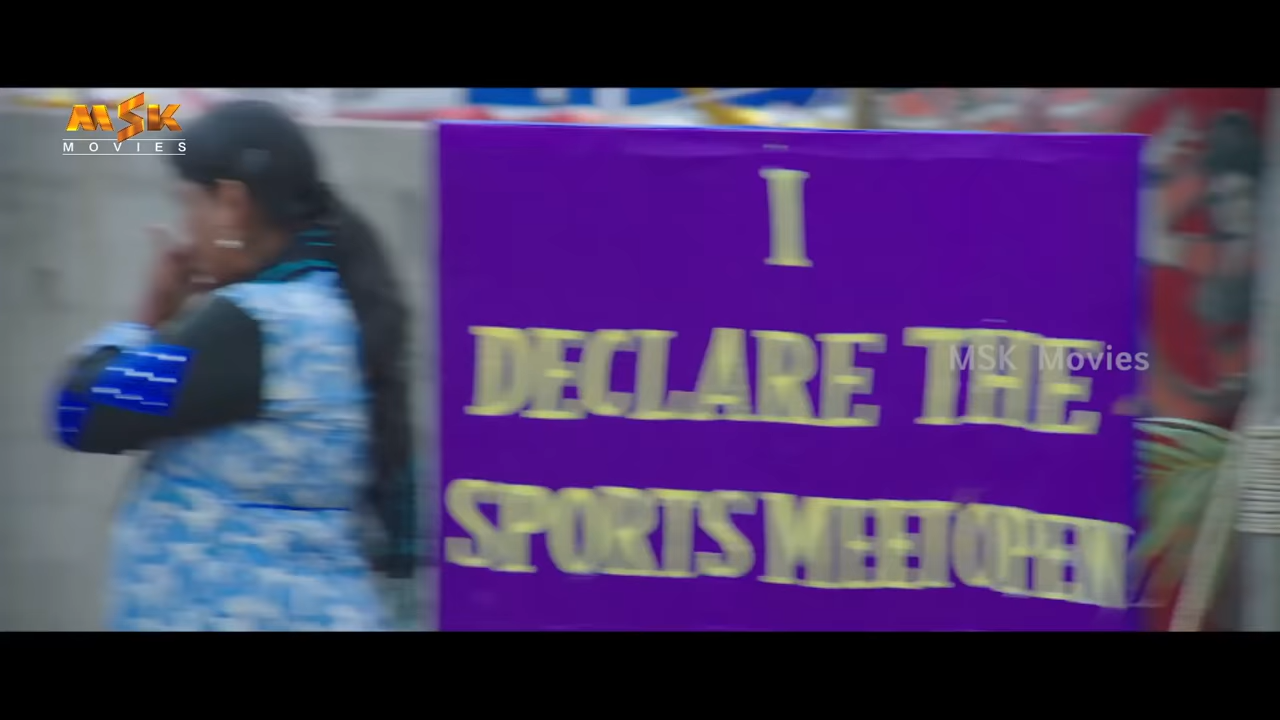 MSK
MOVIES
I
DECLARE THE
MSK Movies
SPORTS MEET OPEN